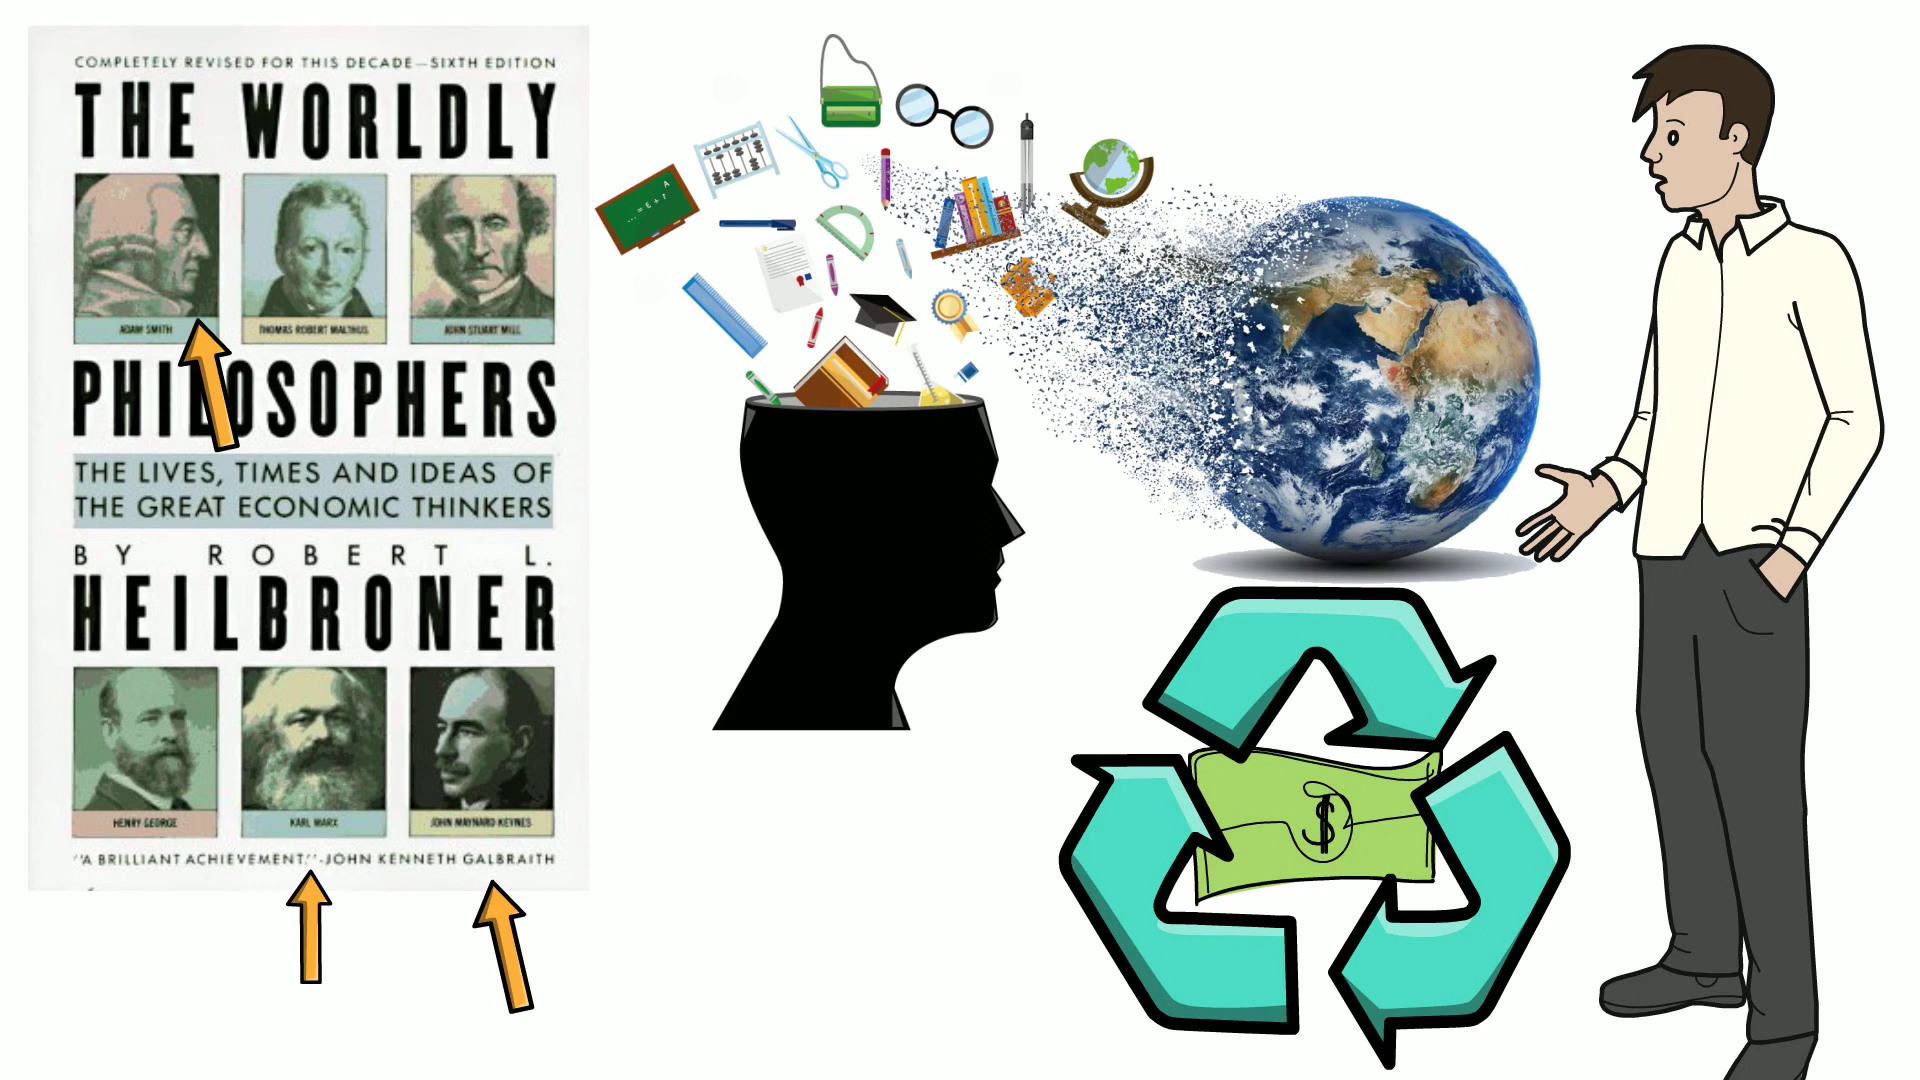 COMPLETELY REVISED FOR THIS DECADE—SIXTH EDITION
THE WORLDLY
ADAM SMITH
THOMAS ROBERT MALTHUS
JOHN STUART MILL
PHILOSOPHERS
THE LIVES, TIMES AND IDEAS OF
THE GREAT ECONOMIC THINKERS
BY ROBERT L.
HEILBRONER
HENRY GEORGE
KARL MARX
JOHN MAYNARD KEYNES
"A BRILLIANT ACHIEVEMENT."-JOHN KENNETH GALBRAITH
A
... = E + r
$